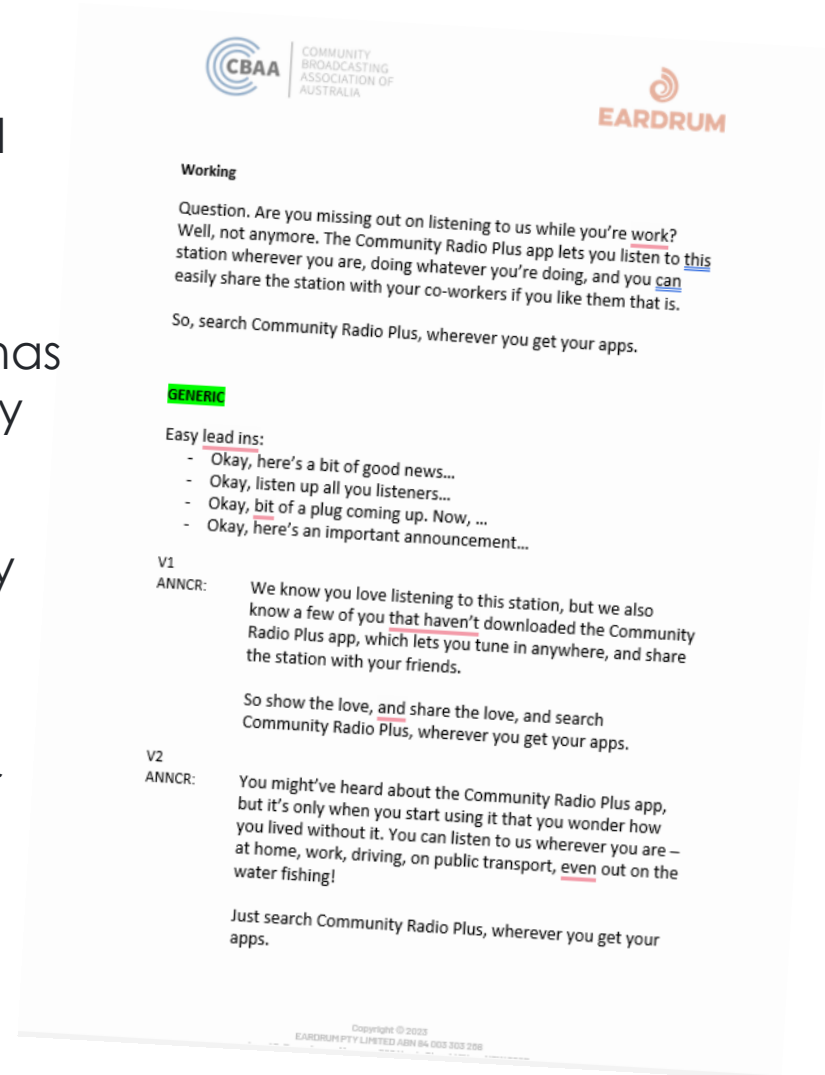 CBAA
COMMUNITY
BROADCASTING
ASSOCIATION OF
AUSTRALIA
EARDRUM
has
y
y
Working
Question. Are you missing out on listening to us while you're work?
Well, not anymore. The Community Radio Plus app lets you listen to this
station wherever you are, doing whatever you're doing, and you can
easily share the station with your co-workers if you like them that is.
So, search Community Radio Plus, wherever you get your apps.
GENERIC
Easy lead ins:
- Okay, here's a bit of good news...
- Okay, listen up all you listeners...
- Okay, bit of a plug coming up. Now, ...
- Okay, here's an important announcement...
V1
ANNCR: We know you love listening to this station, but we also
know a few of you that haven't downloaded the Community
Radio Plus app, which lets you tune in anywhere, and share
the station with your friends.
So show the love, and share the love, and search
Community Radio Plus, wherever you get your apps.
V2
ANNCR: You might've heard about the Community Radio Plus app,
but it's only when you start using it that you wonder how
you lived without it. You can listen to us wherever you are –
at home, work, driving, on public transport, even out on the
water fishing!
Just search Community Radio Plus, wherever you get your
apps.
Copyright © 2023
EARDRUM PTY LIMITED ABN 94 003 303 266